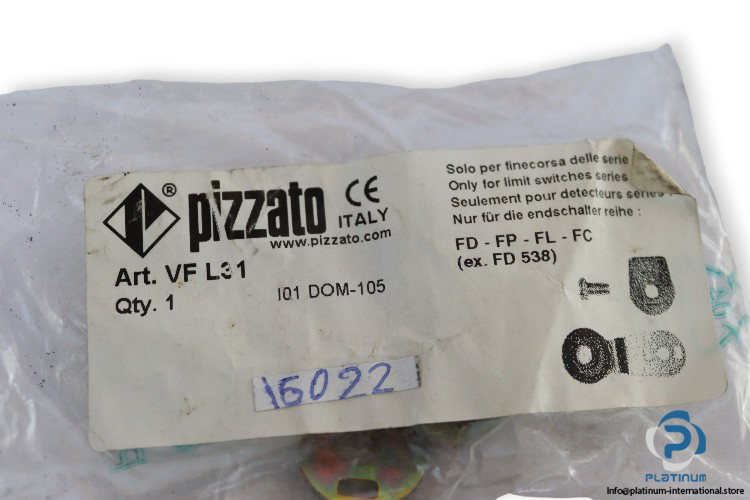 ® pizzato CE
ITALY
www.pizzato.com
Art. VF L31
Qty. 1
I01 DOM-105
Solo per finecorsa delle serie
Only for limit switches series
Seulement pour detecteurs series
Nur für die endschalter reihe :
FD - FP - FL - FC
(ex. FD 538)
16022
PLATINUM
https://platinum-international.store